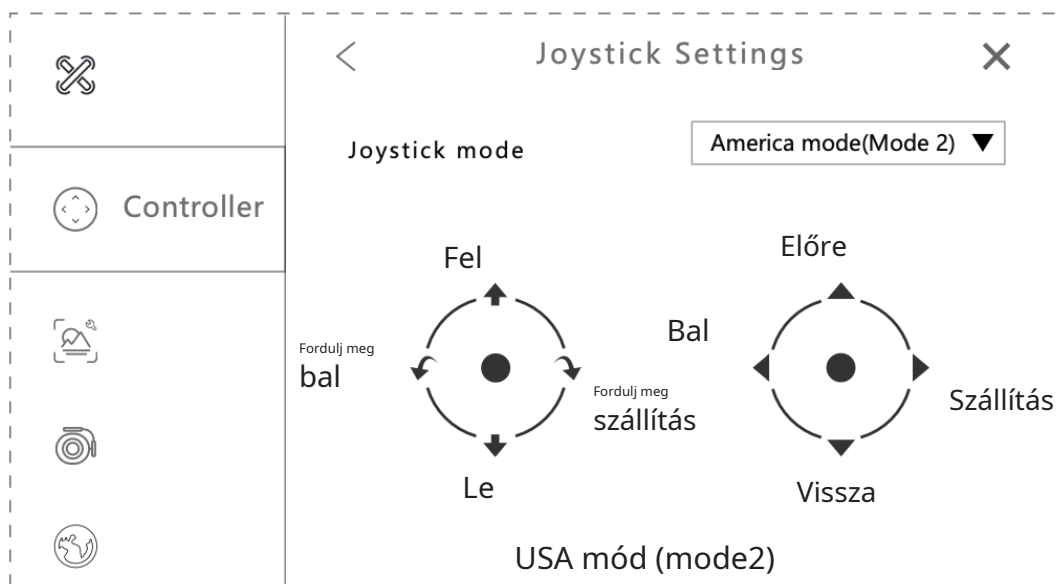 Joystick Settings
Joystick mode
America mode(Mode 2)
Controller
Fel
Fordulj meg
bal
Fordulj meg
szállítás
Le
Előre
Bal
Szállítás
Vissza
USA mód (mode2)